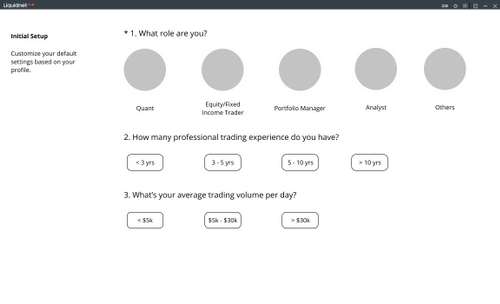 Liquidnet
Initial Setup
Customize your default
settings based on your
profile.
* 1. What role are you?
Quant
Equity/Fixed
Income Trader
Portfolio Manager
Analyst
Others
2. How many professional trading experience do you have?
< 3 yrs
3 - 5 yrs
5 - 10 yrs
> 10 yrs
3. What's your average trading volume per day?
< $5k
$5k - $30k
> $30k